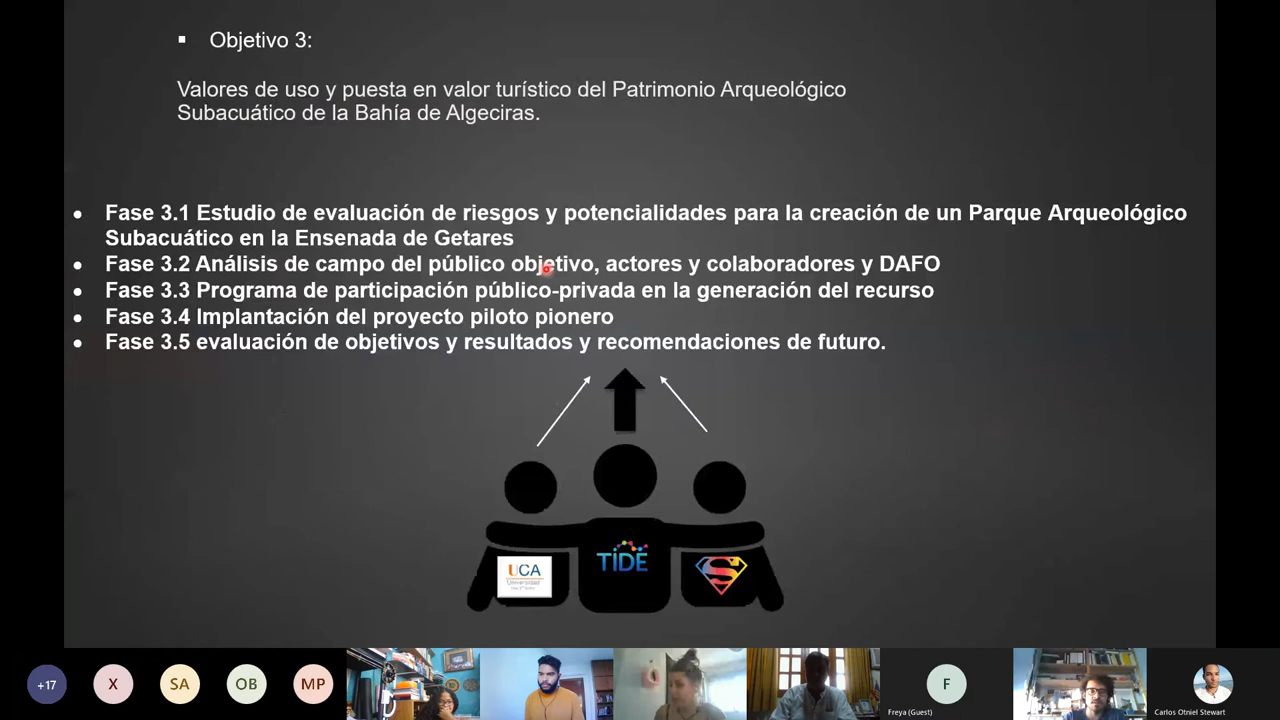 ▪ Objetivo 3:
Valores de uso y puesta en valor turístico del Patrimonio Arqueológico
Subacuático de la Bahía de Algeciras.
• Fase 3.1 Estudio de evaluación de riesgos y potencialidades para la creación de un Parque Arqueológico
Subacuático en la Ensenada de Getares
• Fase 3.2 Análisis de campo del público objetivo, actores y colaboradores y DAFO
• Fase 3.3 Programa de participación público-privada en la generación del recurso
• Fase 3.4 Implantación del proyecto piloto pionero
• Fase 3.5 evaluación de objetivos y resultados y recomendaciones de futuro.
UCA
Universidad
TIDE
S
+17
X
SA
OB
MP
F
Freya (Guest)
Carlos Otniel Stewart